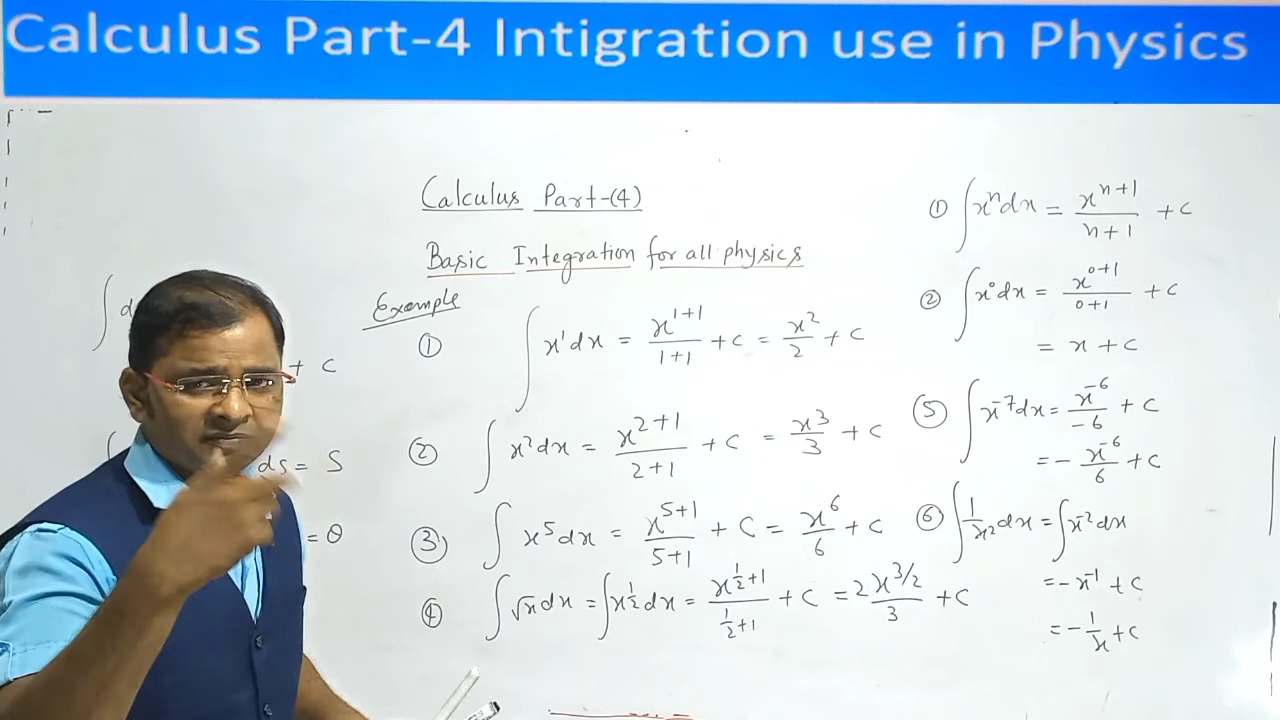 Calculus Part-4 Intigration use in Physics
Calculus Part-(4)
Basic Integration for all physics
Example
① ∫x¹dx = x¹⁺¹/1+1 + C = x²/2 + C
② ∫x²dx = x²⁺¹/2+1 + C = x³/3 + C
③ ∫x⁵dx = x⁵⁺¹/5+1 + C = x⁶/6 + C
④ ∫√x dx = ∫x^½ dx = x^(½+1)/(½+1) + C = 2x^(3/2)/3 + C
① ∫xⁿdx = xⁿ⁺¹/n+1 + C
② ∫x⁰dx = x⁰⁺¹/0+1 + C
= x + C
⑤ ∫x⁻⁷dx = x⁻⁶/-6 + C
= - x⁻⁶/6 + C
⑥ ∫1/x² dx = ∫x⁻²dx
= -x⁻¹ + C
= - 1/x + C
+ C
ds = S
= θ